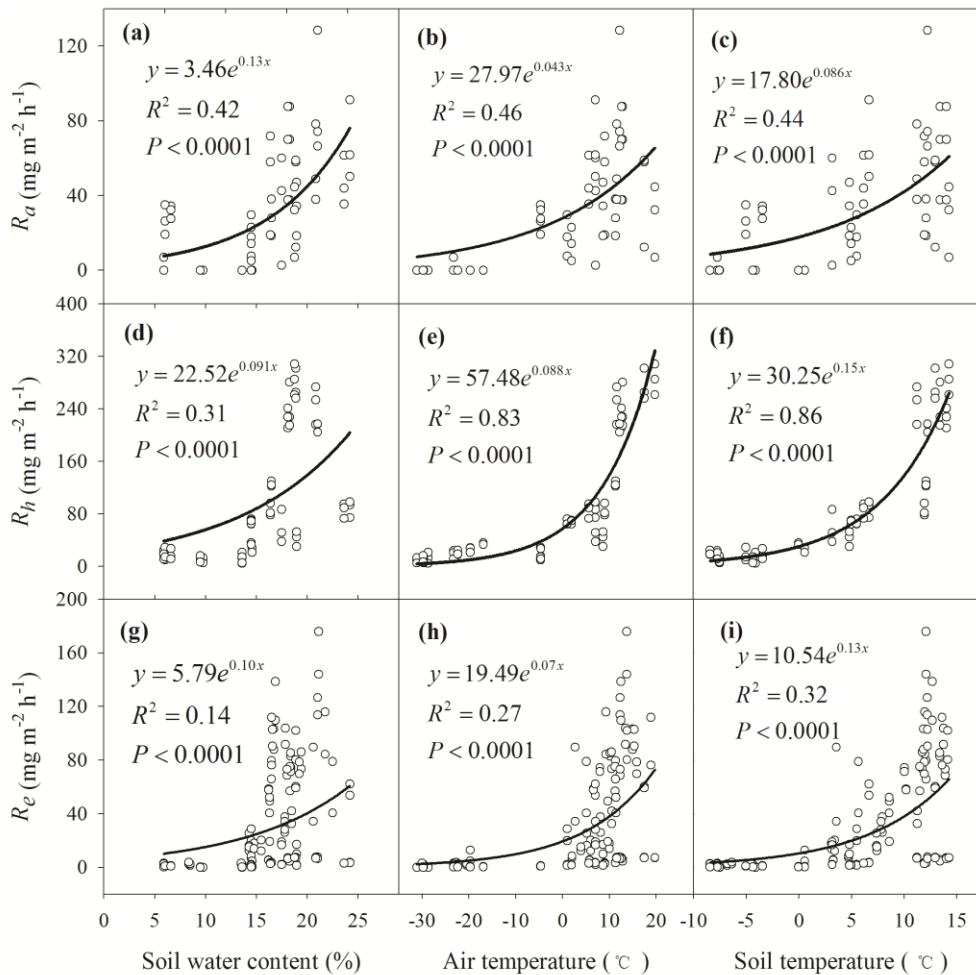 (a)
y = 3.46e^{0.13x}
R² = 0.42
P < 0.0001
(b)
y = 27.97e^{0.043x}
R² = 0.46
P < 0.0001
(c)
y = 17.80e^{0.086x}
R² = 0.44
P < 0.0001
120
80
40
0
R_a (mg m⁻² h⁻¹)
(d)
y = 22.52e^{0.091x}
R² = 0.31
P < 0.0001
(e)
y = 57.48e^{0.088x}
R² = 0.83
P < 0.0001
(f)
y = 30.25e^{0.15x}
R² = 0.86
P < 0.0001
400
320
240
160
80
0
R_h (mg m⁻² h⁻¹)
(g)
y = 5.79e^{0.10x}
R² = 0.14
P < 0.0001
(h)
y = 19.49e^{0.07x}
R² = 0.27
P < 0.0001
(i)
y = 10.54e^{0.13x}
R² = 0.32
P < 0.0001
200
160
120
80
40
0
R_e (mg m⁻² h⁻¹)
0 5 10 15 20 25 -30 -20 -10 0 10 20 -10 -5 0 5 10 15
Soil water content (%) Air temperature ( ℃ ) Soil temperature ( ℃ )